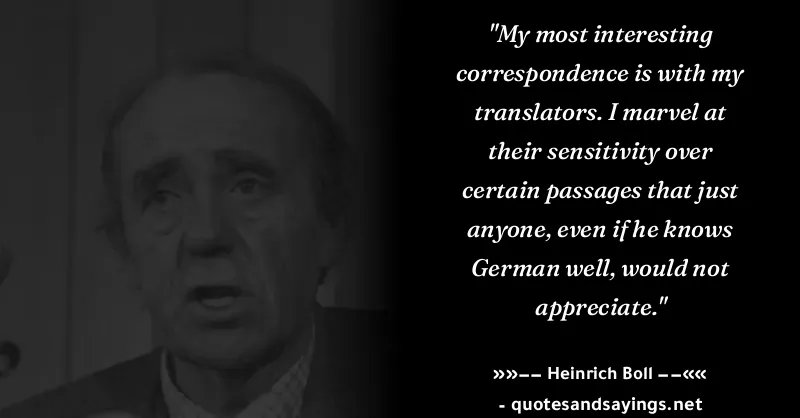 "My most interesting
correspondence is with my
translators. I marvel at
their sensitivity over
certain passages that just
anyone, even if he knows
German well, would not
appreciate."
»»−− Heinrich Boll −−««
- quotesandsayings.net